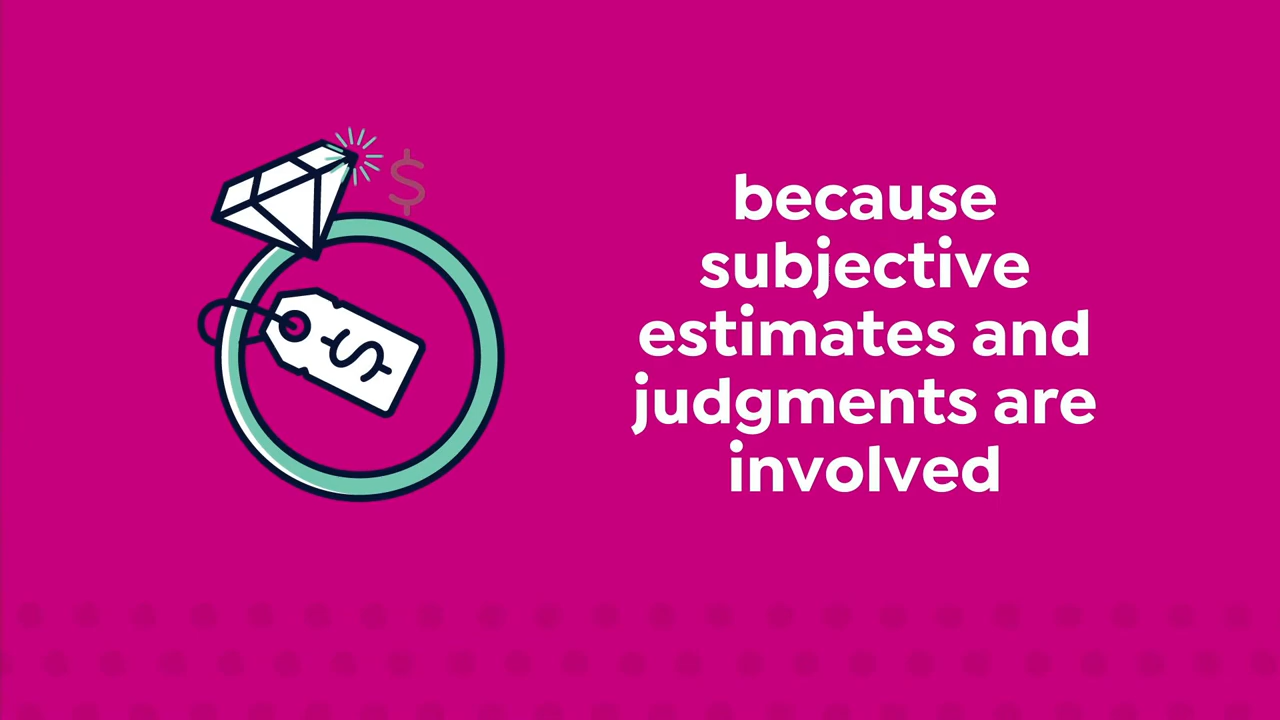 $
$
because
subjective
estimates and
judgments are
involved